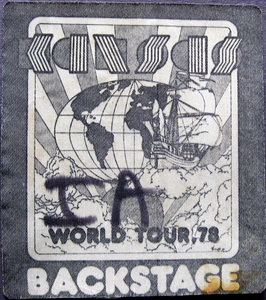 KANSAS
IA
WORLD TOUR, 78
BACKSTAGE